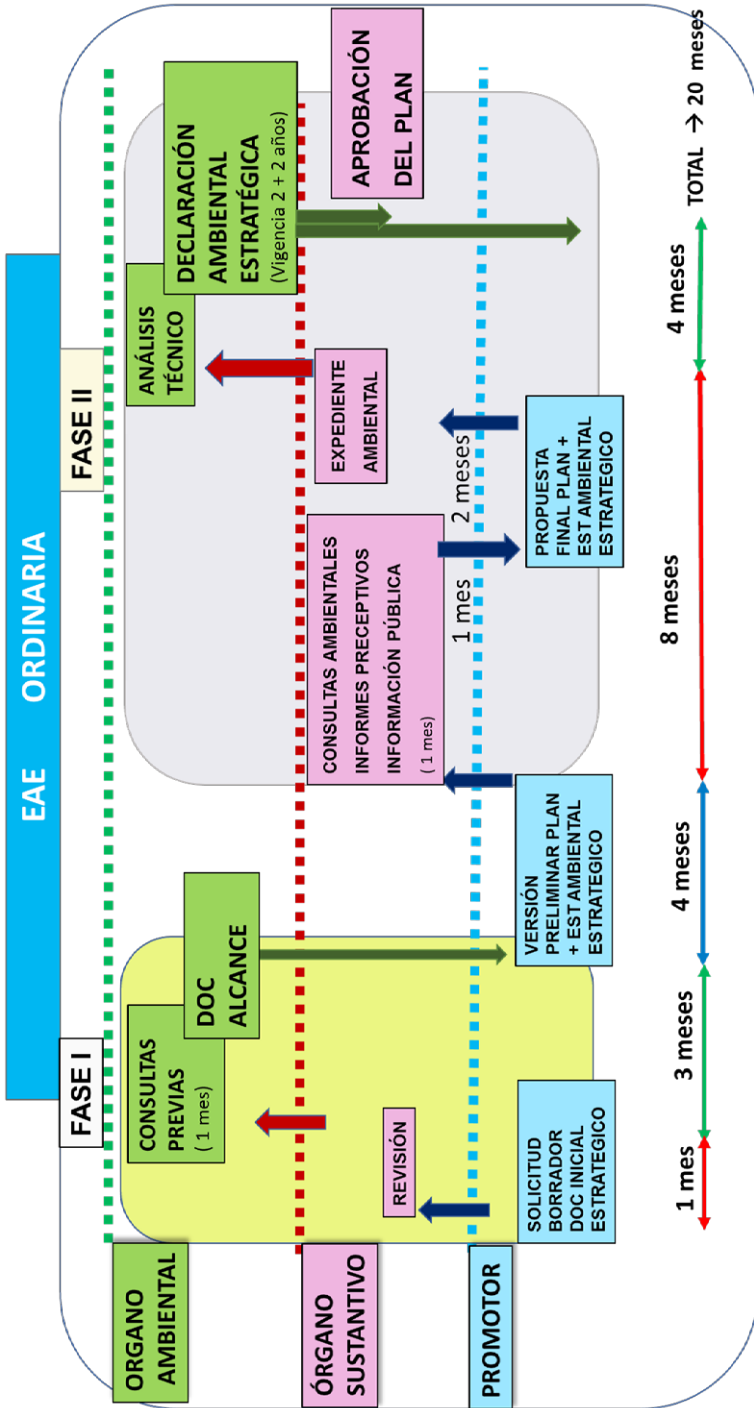 EAE ORDINARIA
FASE I
FASE II
ORGANO
AMBIENTAL
CONSULTAS
PREVIAS
( 1 mes)
DOC
ALCANCE
ANÁLISIS
TÉCNICO
DECLARACIÓN
AMBIENTAL
ESTRATÉGICA
(Vigencia 2 + 2 años)
ÓRGANO
SUSTANTIVO
REVISIÓN
CONSULTAS AMBIENTALES
INFORMES PRECEPTIVOS
INFORMACIÓN PÚBLICA
( 1 mes)
EXPEDIENTE
AMBIENTAL
APROBACIÓN
DEL PLAN
1 mes
2 meses
PROMOTOR
SOLICITUD
BORRADOR
DOC INICIAL
ESTRATEGICO
VERSIÓN
PRELIMINAR PLAN
+ EST AMBIENTAL
ESTRATEGICO
PROPUESTA
FINAL PLAN +
EST AMBIENTAL
ESTRATEGICO
1 mes
3 meses
4 meses
8 meses
4 meses
TOTAL → 20 meses